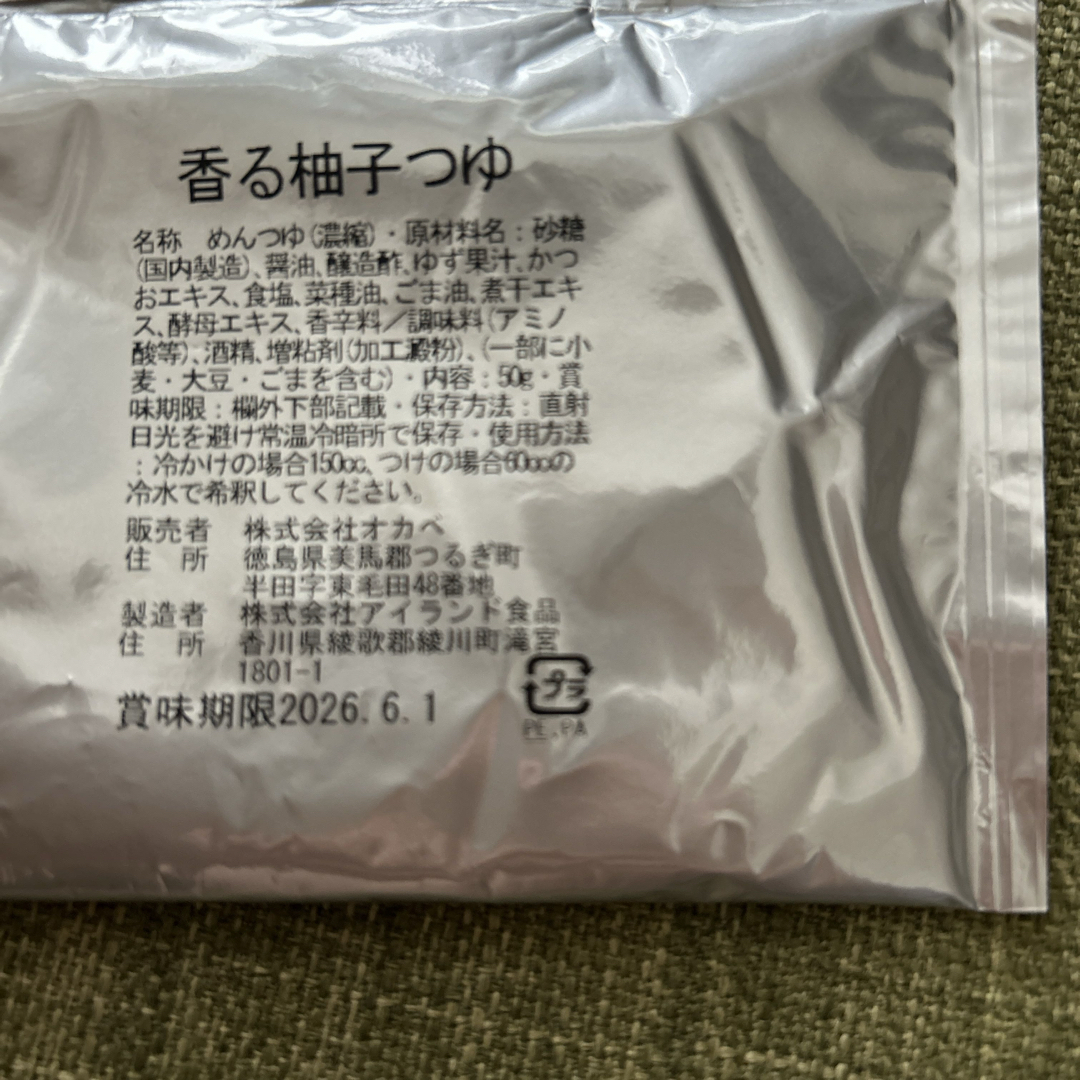 香る柚子つゆ
名称　めんつゆ(濃縮)・原材料名：砂糖
(国内製造)、醤油、醸造酢、ゆず果汁、かつ
おエキス、食塩、菜種油、ごま油、煮干エキ
ス、酵母エキス、香辛料／調味料(アミノ
酸等)、酒精、増粘剤(加工澱粉)、(一部に小
麦・大豆・ごまを含む)・内容：50g・賞
味期限：欄外下部記載・保存方法：直射
日光を避け常温冷暗所で保存・使用方法
：冷かけの場合150cc、つけの場合60ccの
冷水で希釈してください。
販売者　株式会社オカベ
住　所　徳島県美馬郡つるぎ町
半田字東毛田48番地
製造者　株式会社アイランド食品
住　所　香川県綾歌郡綾川町滝宮
1801-1
賞味期限2026.6.1
プラ
PE,PA